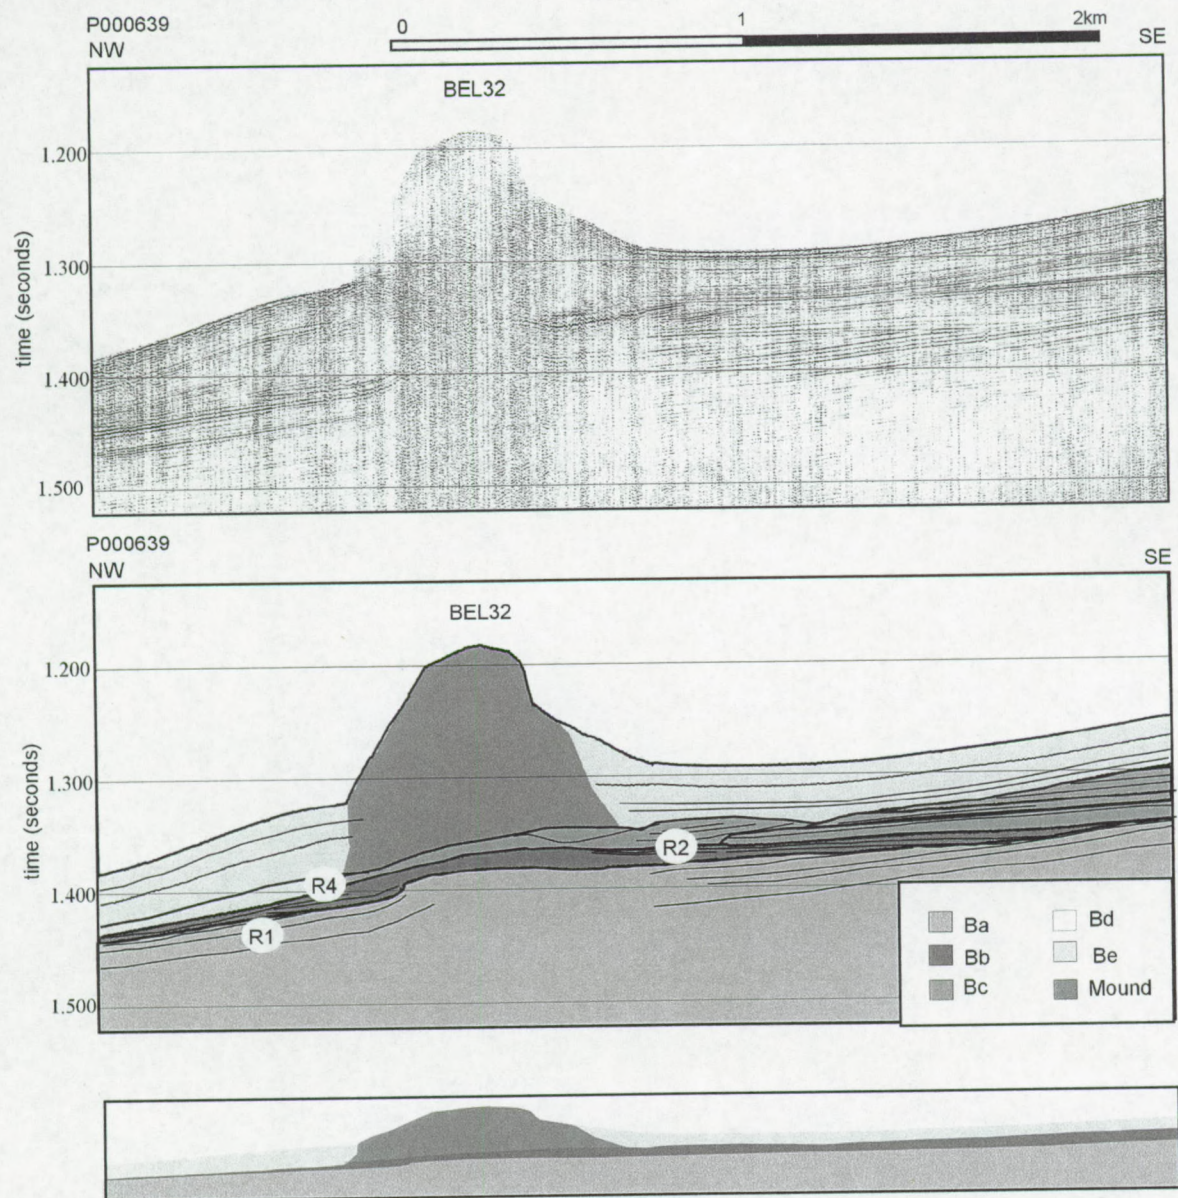 P000639 0 1 2km
NW SE
BEL32
1.200
1.300
1.400
1.500
time (seconds)
P000639
NW SE
BEL32
1.200
1.300
1.400
1.500
time (seconds)
R2
R4
R1
Ba Bd
Bb Be
Bc Mound